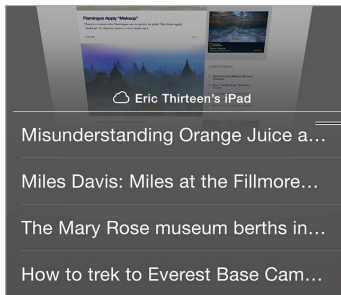 Flamingos Apply "Makeup"
Eric Thirteen's iPad
Misunderstanding Orange Juice a...
Miles Davis: Miles at the Fillmore...
The Mary Rose museum berths in...
How to trek to Everest Base Cam...